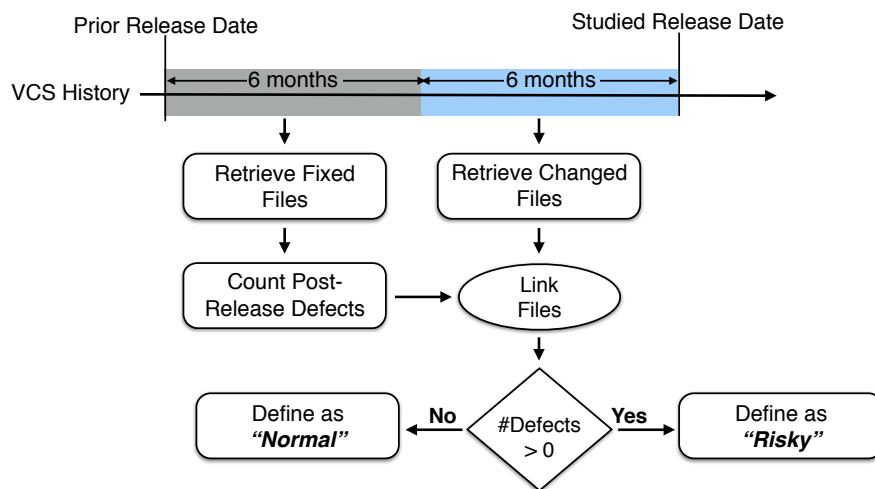 Prior Release Date
Studied Release Date
6 months
6 months
VCS History
Retrieve Fixed
Files
Retrieve Changed
Files
Count Post-
Release Defects
Link
Files
Define as
“Normal”
No
#Defects
> 0
Yes
Define as
“Risky”